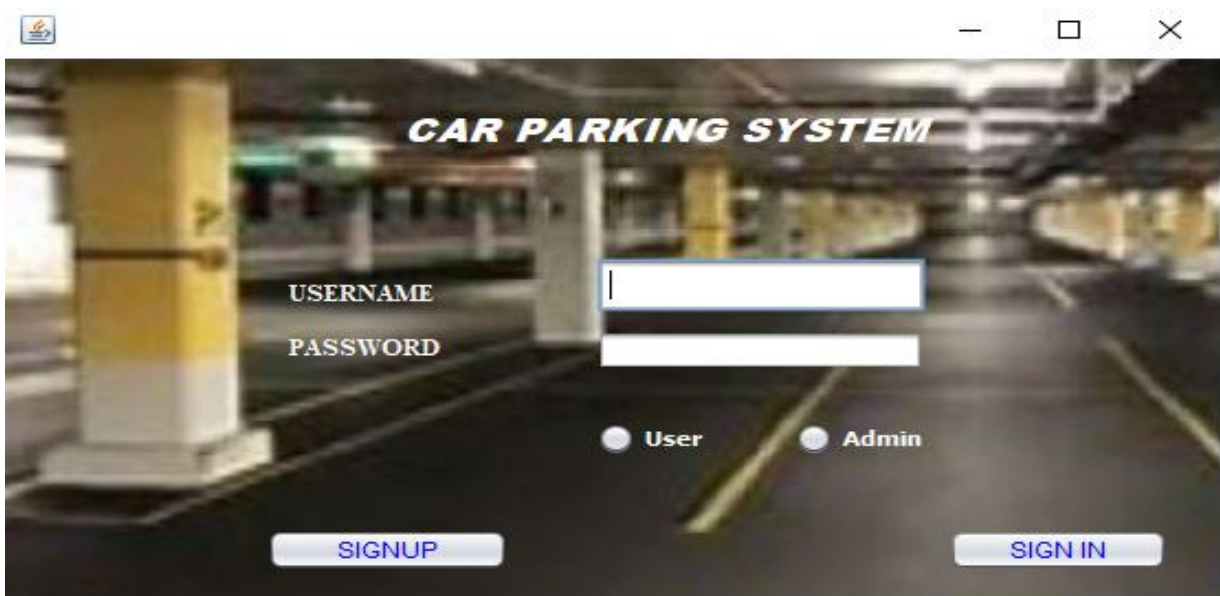 CAR PARKING SYSTEM
USERNAME
PASSWORD
User Admin
SIGNUP SIGN IN